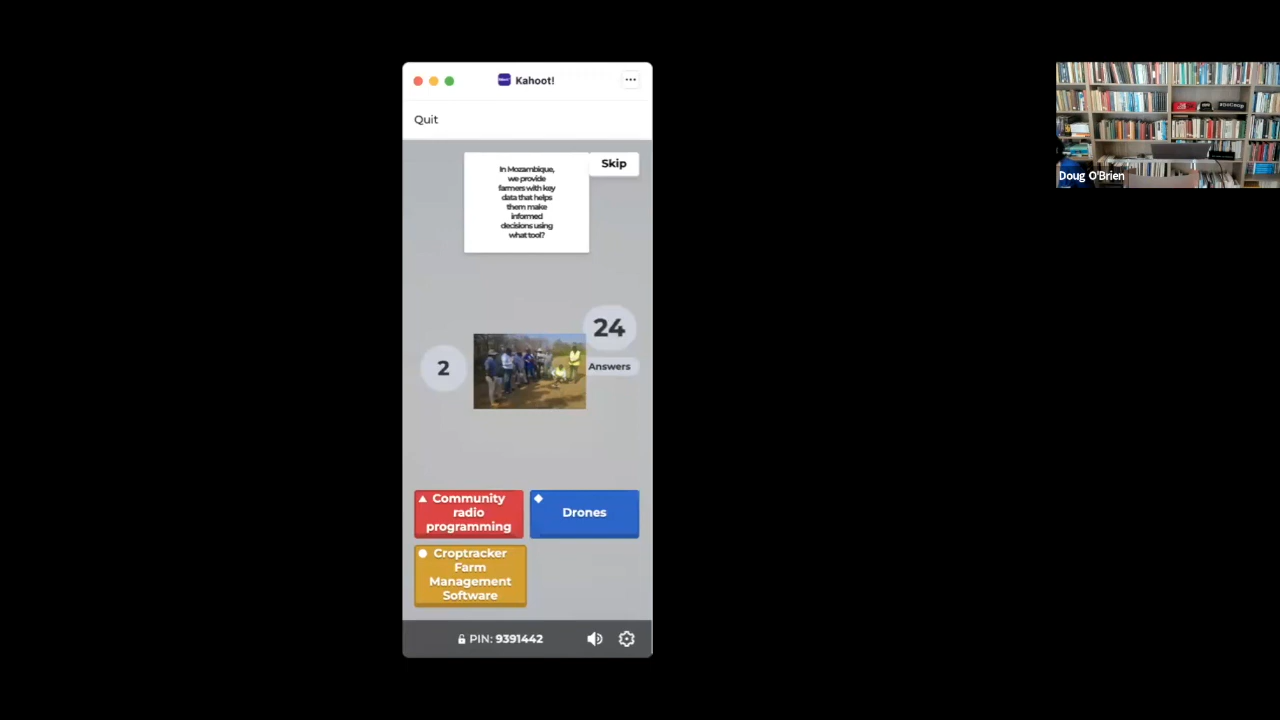 Kahoot!
Quit
In Mozambique,
we provide
farmers with key
data that helps
them make
informed
decisions using
what tool?
Skip
24
Answers
2
Community
radio
programming
Drones
Croptracker
Farm
Management
Software
PIN: 9391442
Doug O'Brien